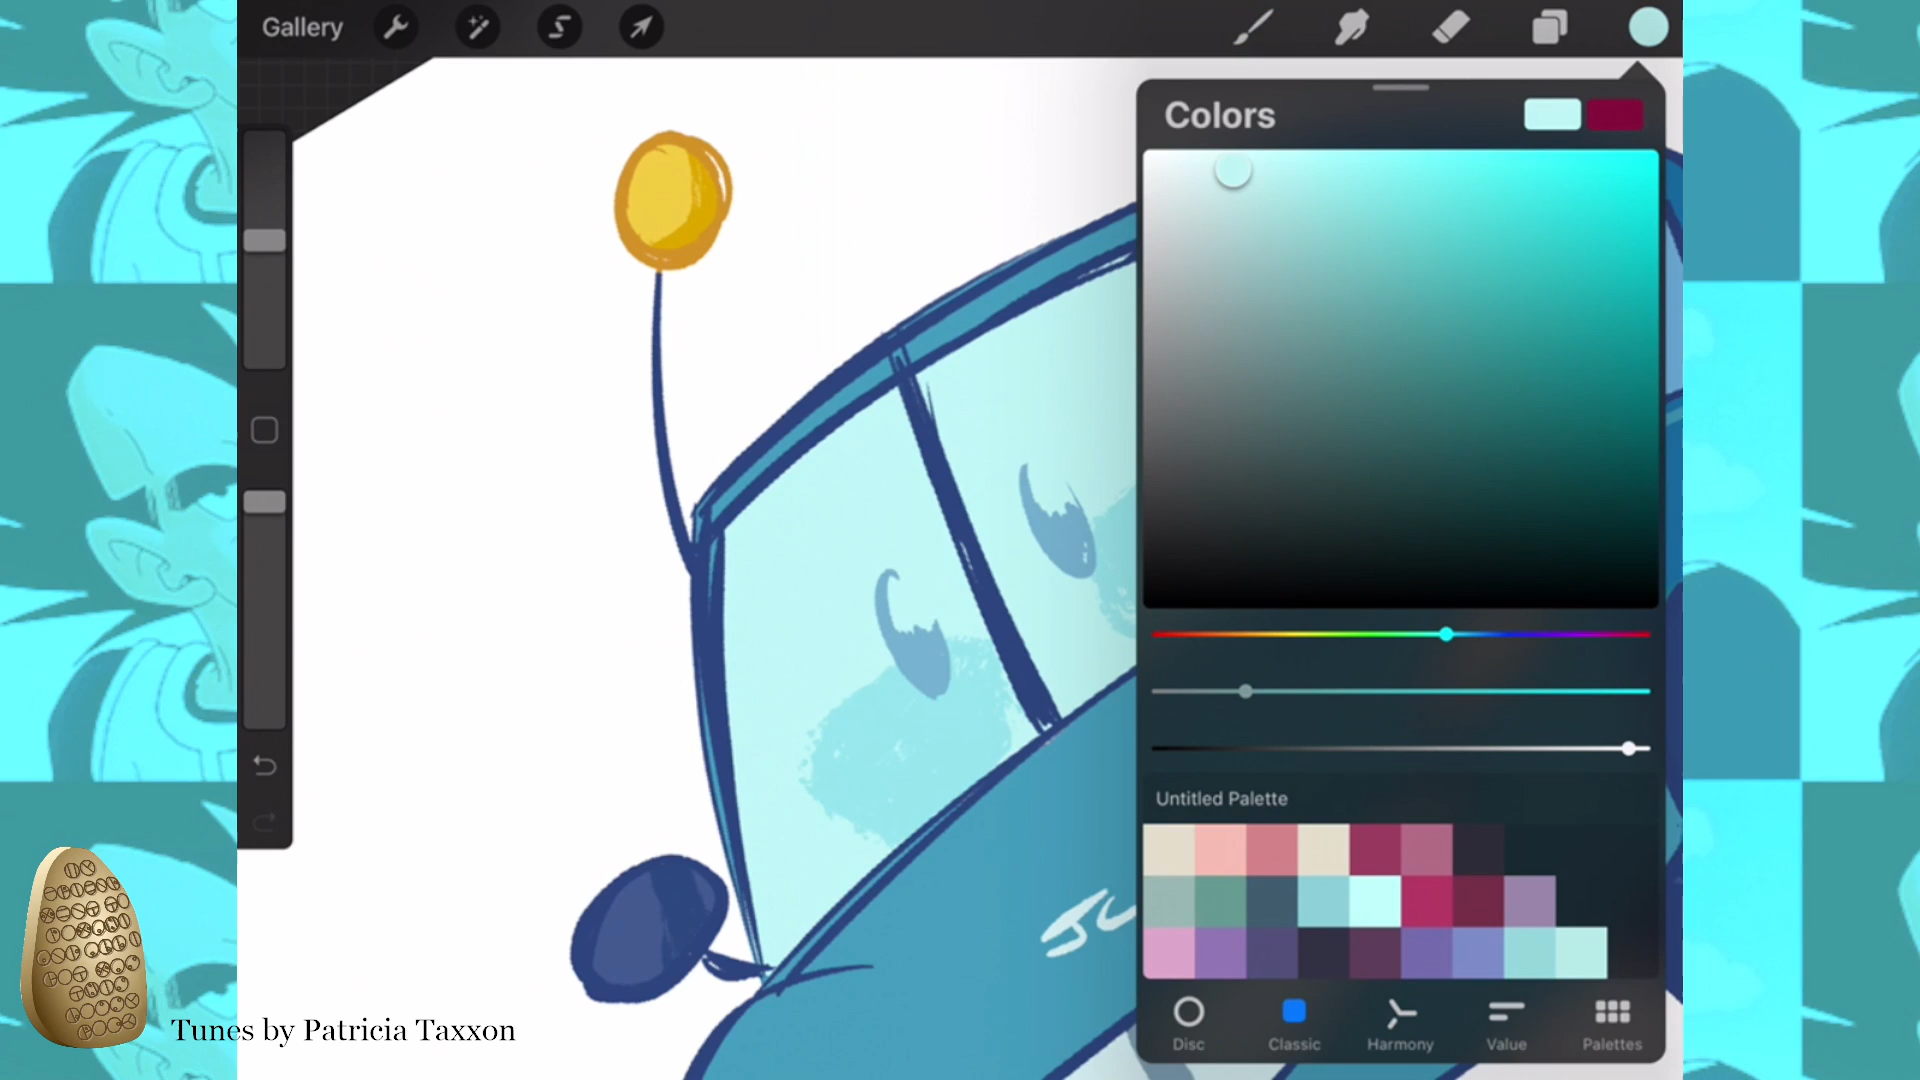 Gallery
Colors
Untitled Palette
Disc
Classic
Harmony
Value
Palettes
Tunes by Patricia Taxxon